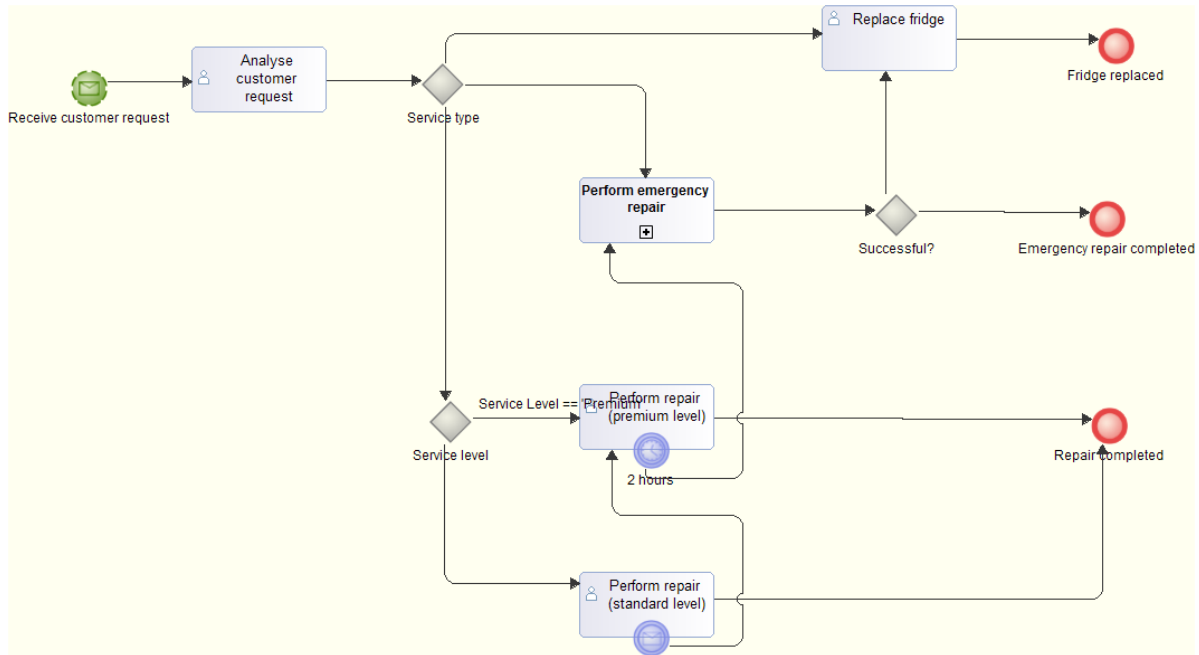 Replace fridge
Analyse
customer
request
Fridge replaced
Receive customer request
Service type
Perform emergency
repair
Successful?
Emergency repair completed
Service Level == "Premium"
Perform repair
(premium level)
Service level
Repair completed
2 hours
Perform repair
(standard level)